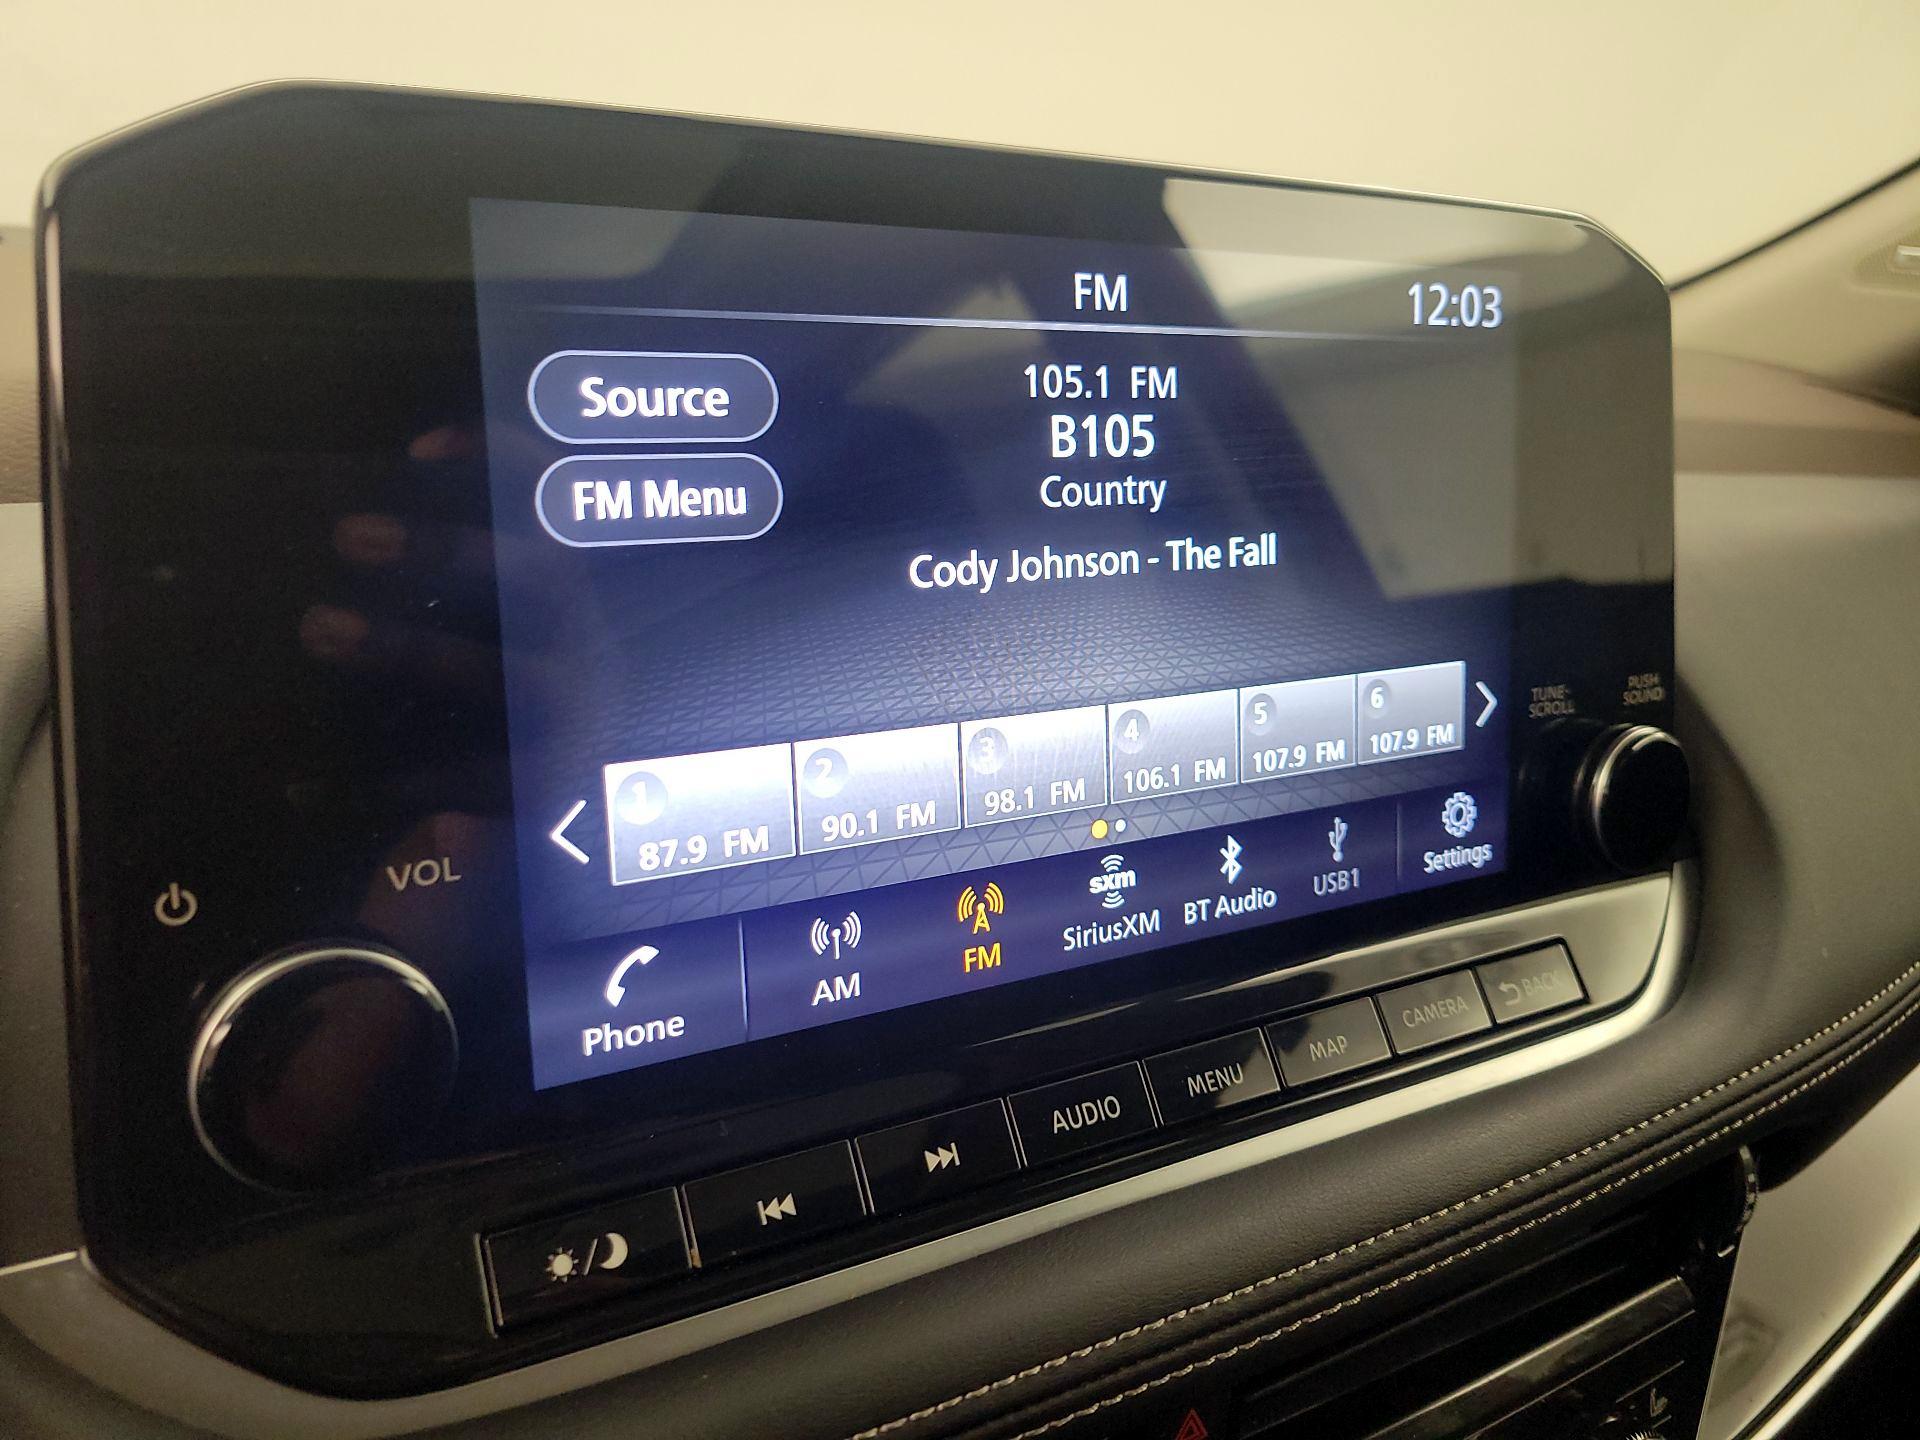 FM
12:03
Source
FM Menu
105.1 FM
B105
Country
Cody Johnson - The Fall
TUNE-
SCROLL
PUSH
SOUND
1
87.9 FM
2
90.1 FM
3
98.1 FM
4
106.1 FM
5
107.9 FM
6
107.9 FM
VOL
Phone
AM
FM
sxm
SiriusXM
BT Audio
USB1
Settings
AUDIO
MENU
MAP
CAMERA
BACK